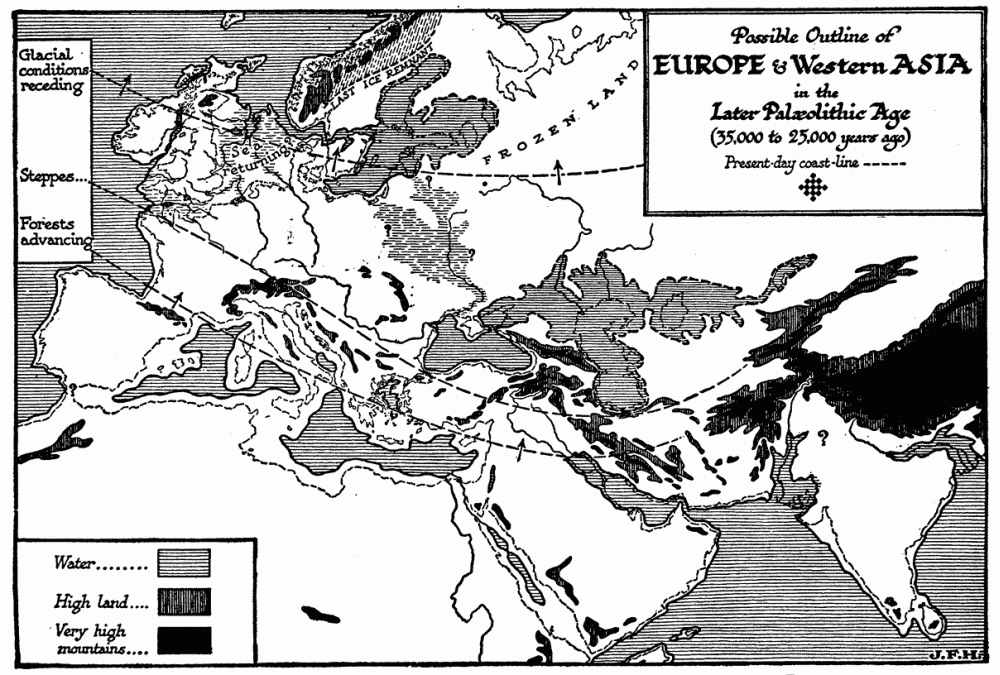 Possible Outline of
EUROPE & Western ASIA
in the
Later Palæolithic Age
(35,000 to 25,000 years ago)
Present-day coast-line ------
Glacial
conditions
receding
Steppes...
Forests
advancing
LAST ICE REMNANT
FROZEN LAND
Sea
returning
?
?
?
?
?
?
Water........
High land....
Very high
mountains....
J.F.H.